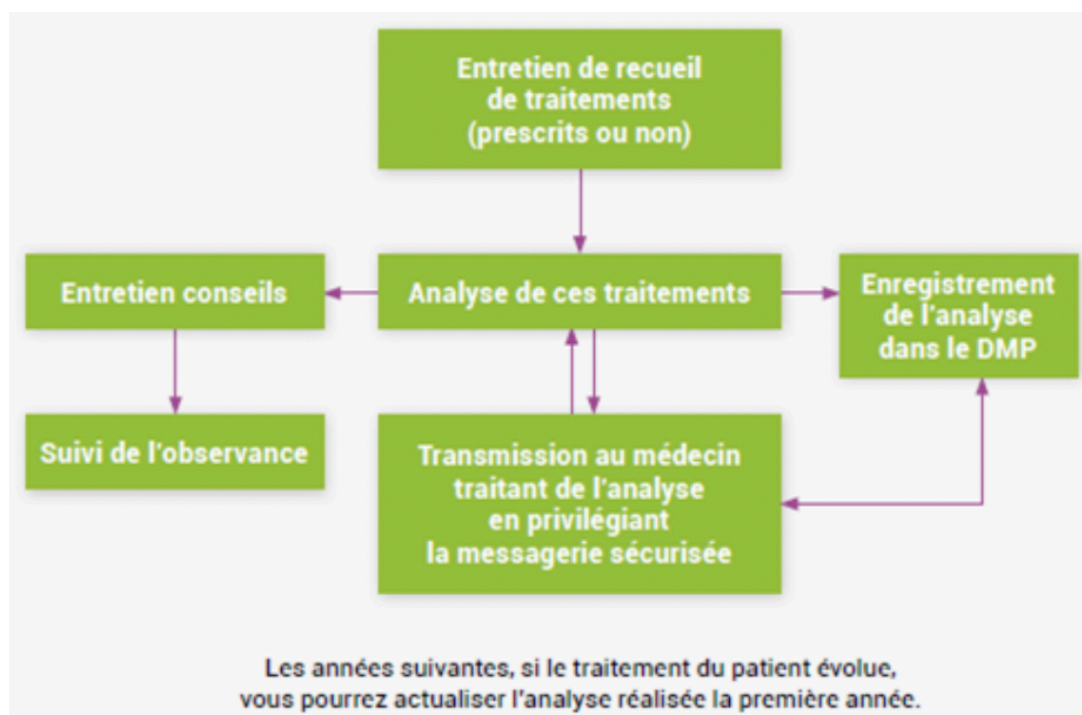 Entretien de recueil
de traitements
(prescrits ou non)
Entretien conseils
Analyse de ces traitements
Enregistrement
de l'analyse
dans le DMP
Suivi de l'observance
Transmission au médecin
traitant de l'analyse
en privilégiant
la messagerie sécurisée
Les années suivantes, si le traitement du patient évolue,
vous pourrez actualiser l'analyse réalisée la première année.